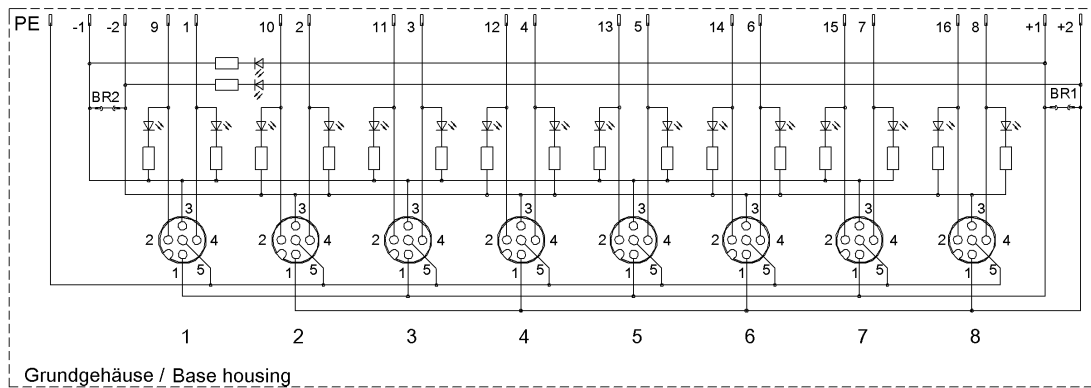 PE -1 -2 9 1 10 2 11 3 12 4 13 5 14 6 15 7 16 8 +1 +2
BR2 BR1
3 3 3 3 3 3 3 3
2 4 2 4 2 4 2 4 2 4 2 4 2 4 2 4
1 5 1 5 1 5 1 5 1 5 1 5 1 5 1 5
1 2 3 4 5 6 7 8
Grundgehäuse / Base housing